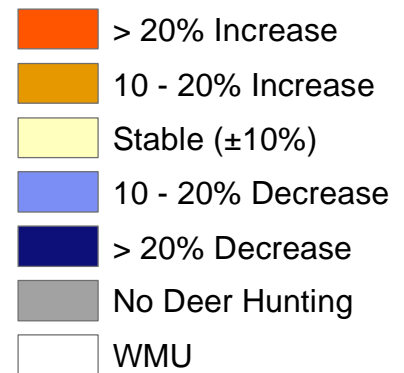 > 20% Increase
10 - 20% Increase
Stable (±10%)
10 - 20% Decrease
> 20% Decrease
No Deer Hunting
WMU